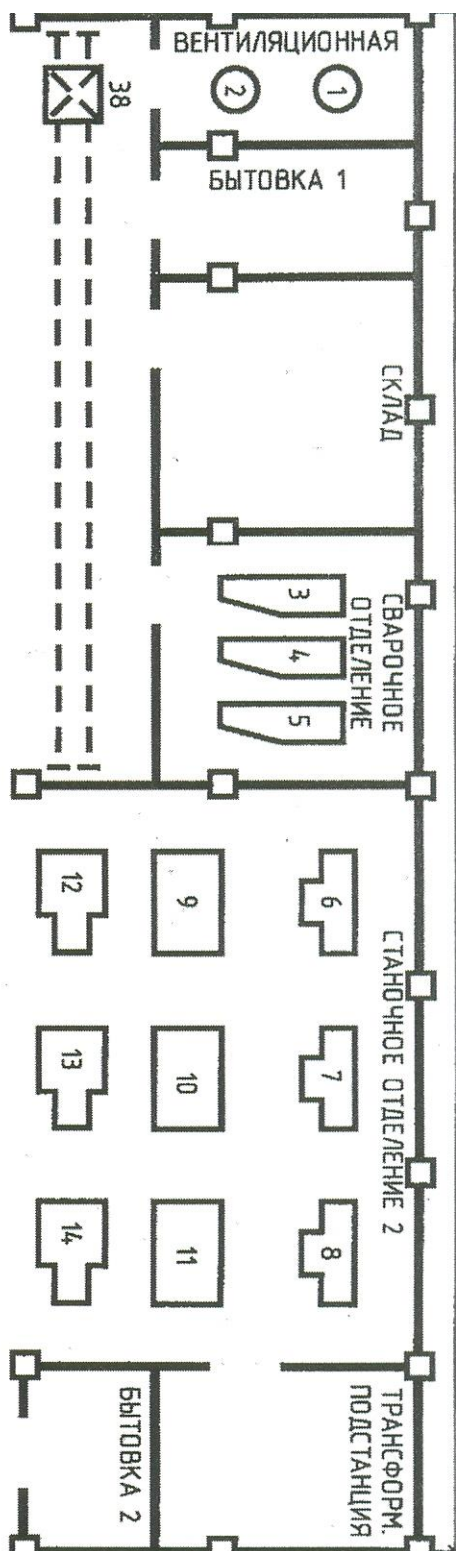 ВЕНТИЛЯЦИОННАЯ
2
1
38
БЫТОВКА 1
СКЛАД
СВАРОЧНОЕ
ОТДЕЛЕНИЕ
3
4
5
СТАНОЧНОЕ ОТДЕЛЕНИЕ 2
12
9
6
13
10
7
14
11
8
БЫТОВКА 2
ТРАНСФОРМ.
ПОДСТАНЦИЯ